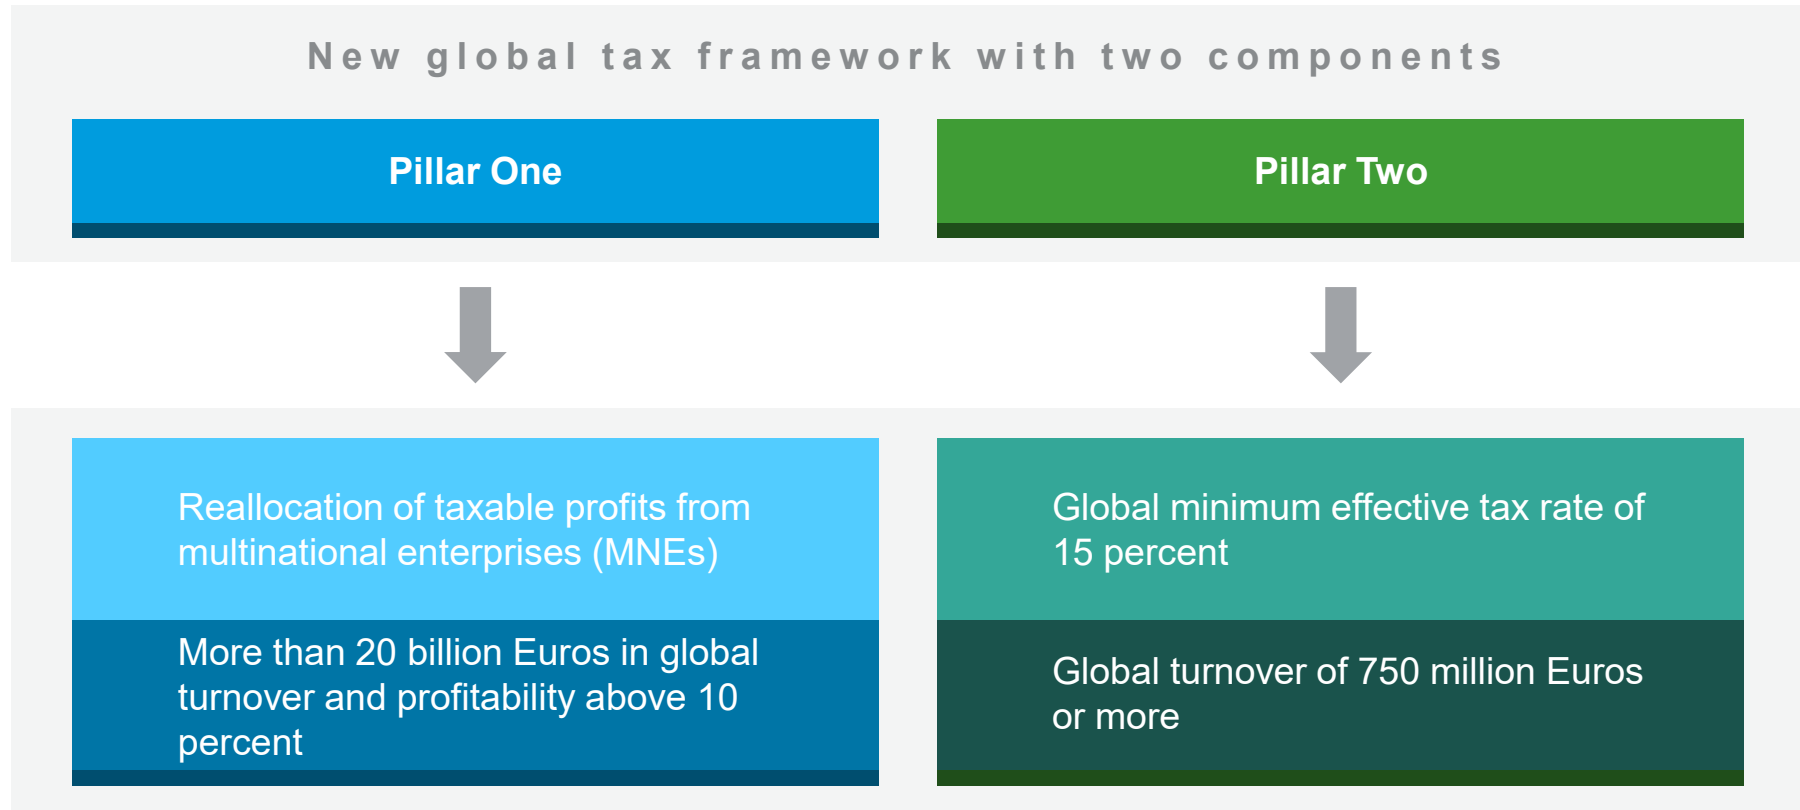 New global tax framework with two components
Pillar One
Pillar Two
Reallocation of taxable profits from
multinational enterprises (MNEs)
More than 20 billion Euros in global
turnover and profitability above 10
percent
Global minimum effective tax rate of
15 percent
Global turnover of 750 million Euros
or more